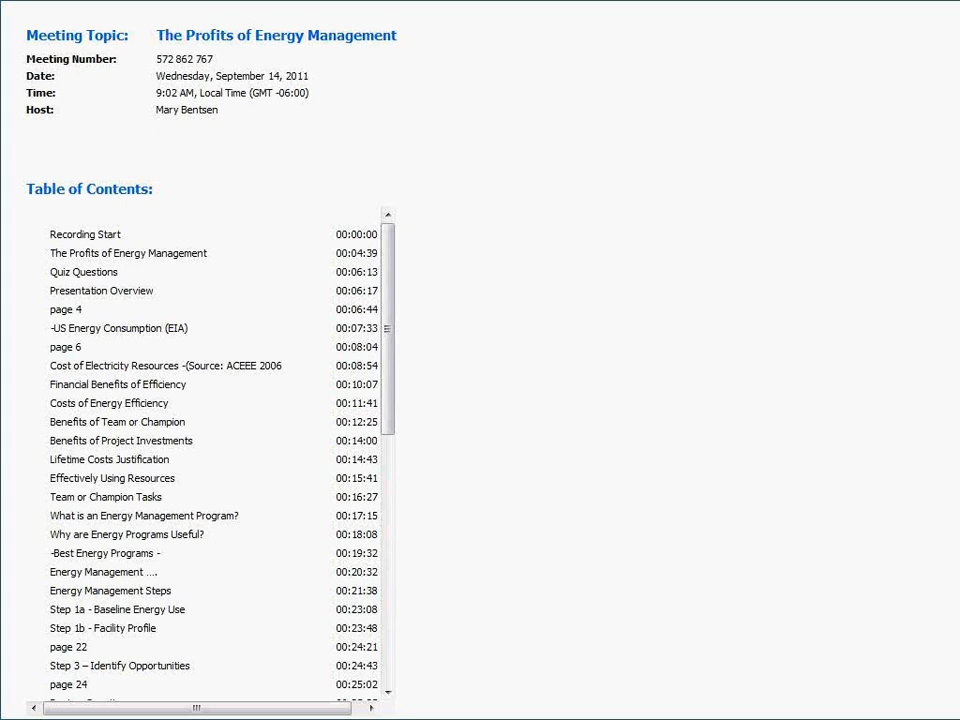 Meeting Topic: The Profits of Energy Management
Meeting Number: 572 862 767
Date: Wednesday, September 14, 2011
Time: 9:02 AM, Local Time (GMT -06:00)
Host: Mary Bentsen
Table of Contents:
Recording Start 00:00:00
The Profits of Energy Management 00:04:39
Quiz Questions 00:06:13
Presentation Overview 00:06:17
page 4 00:06:44
-US Energy Consumption (EIA) 00:07:33
page 6 00:08:04
Cost of Electricity Resources -(Source: ACEEE 2006 00:08:54
Financial Benefits of Efficiency 00:10:07
Costs of Energy Efficiency 00:11:41
Benefits of Team or Champion 00:12:25
Benefits of Project Investments 00:14:00
Lifetime Costs Justification 00:14:43
Effectively Using Resources 00:15:41
Team or Champion Tasks 00:16:27
What is an Energy Management Program? 00:17:15
Why are Energy Programs Useful? 00:18:08
-Best Energy Programs - 00:19:32
Energy Management .... 00:20:32
Energy Management Steps 00:21:38
Step 1a - Baseline Energy Use 00:23:08
Step 1b - Facility Profile 00:23:48
page 22 00:24:21
Step 3 – Identify Opportunities 00:24:43
page 24 00:25:02